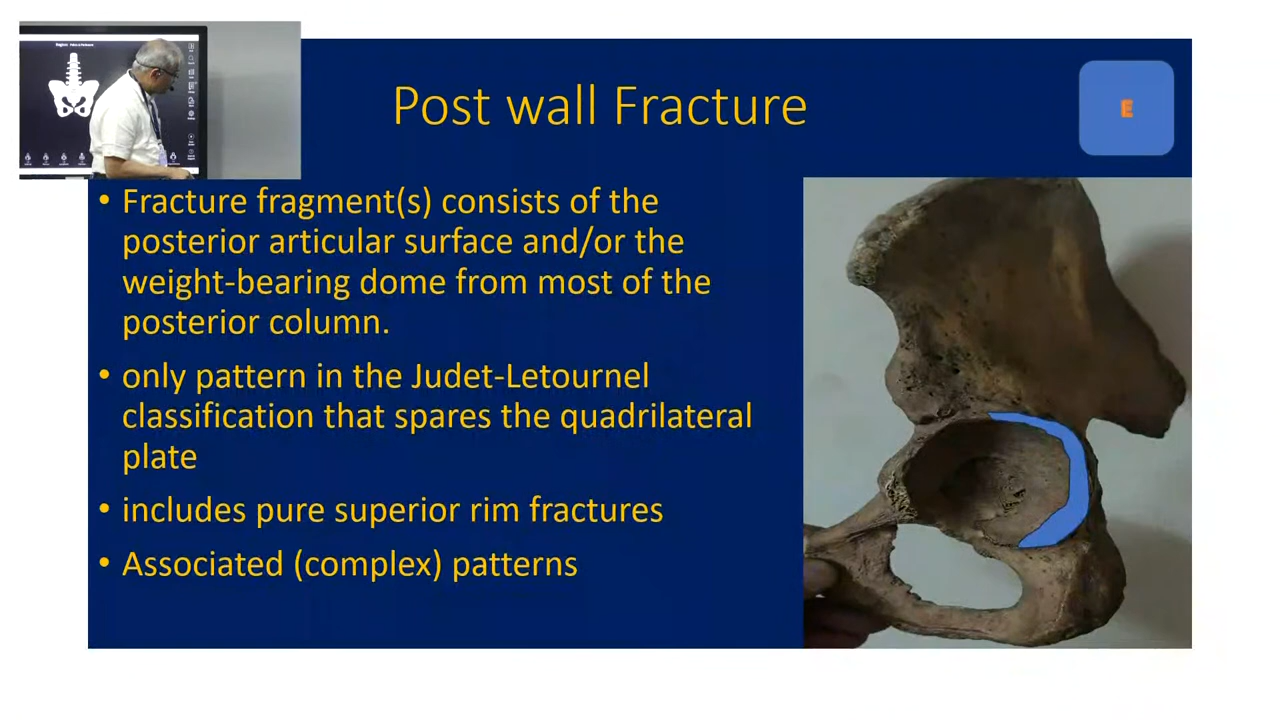 Post wall Fracture
E
• Fracture fragment(s) consists of the
posterior articular surface and/or the
weight-bearing dome from most of the
posterior column.
• only pattern in the Judet-Letournel
classification that spares the quadrilateral
plate
• includes pure superior rim fractures
• Associated (complex) patterns